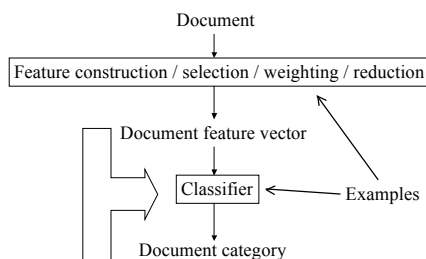 Document
Feature construction / selection / weighting / reduction
Document feature vector
Classifier
Examples
Document category